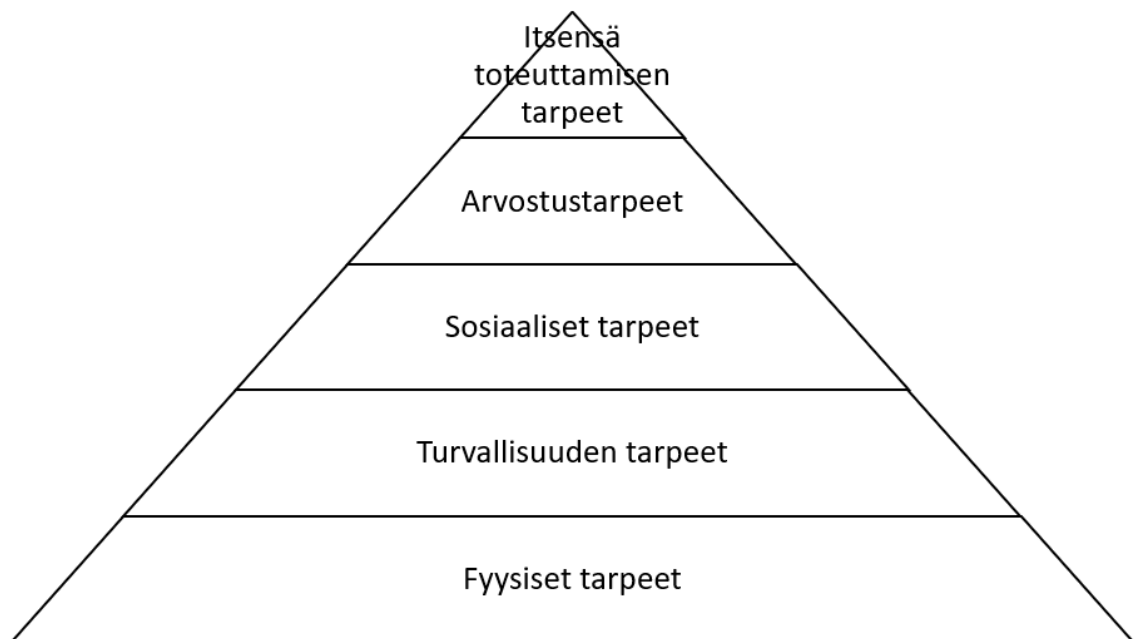 Itsensä
toteuttamisen
tarpeet
Arvostustarpeet
Sosiaaliset tarpeet
Turvallisuuden tarpeet
Fyysiset tarpeet